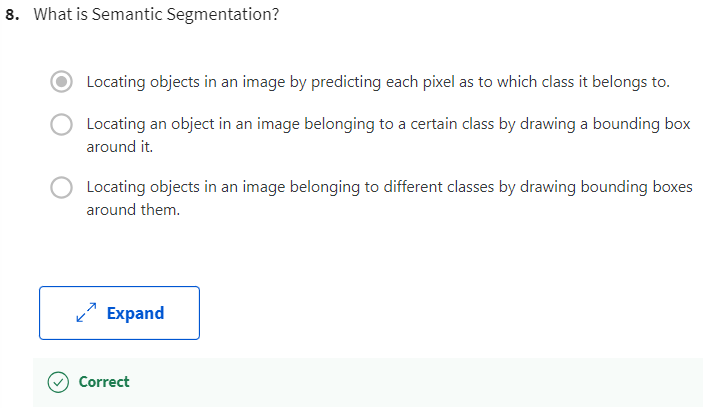 8. What is Semantic Segmentation?
Locating objects in an image by predicting each pixel as to which class it belongs to.
Locating an object in an image belonging to a certain class by drawing a bounding box
around it.
Locating objects in an image belonging to different classes by drawing bounding boxes
around them.
Expand
Correct